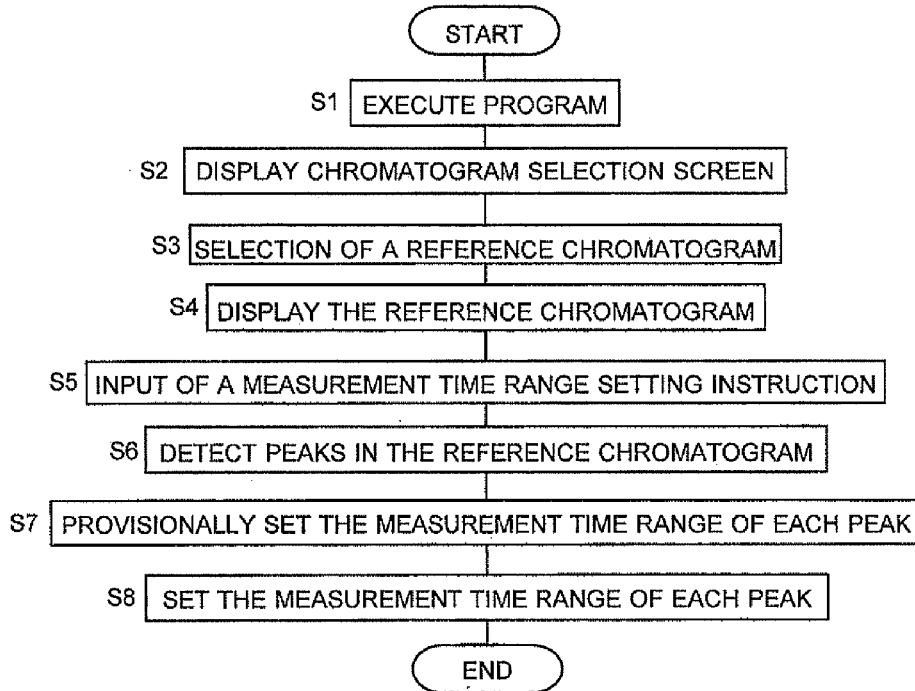 START
S1 EXECUTE PROGRAM
S2 DISPLAY CHROMATOGRAM SELECTION SCREEN
S3 SELECTION OF A REFERENCE CHROMATOGRAM
S4 DISPLAY THE REFERENCE CHROMATOGRAM
S5 INPUT OF A MEASUREMENT TIME RANGE SETTING INSTRUCTION
S6 DETECT PEAKS IN THE REFERENCE CHROMATOGRAM
S7 PROVISIONALLY SET THE MEASUREMENT TIME RANGE OF EACH PEAK
S8 SET THE MEASUREMENT TIME RANGE OF EACH PEAK
END